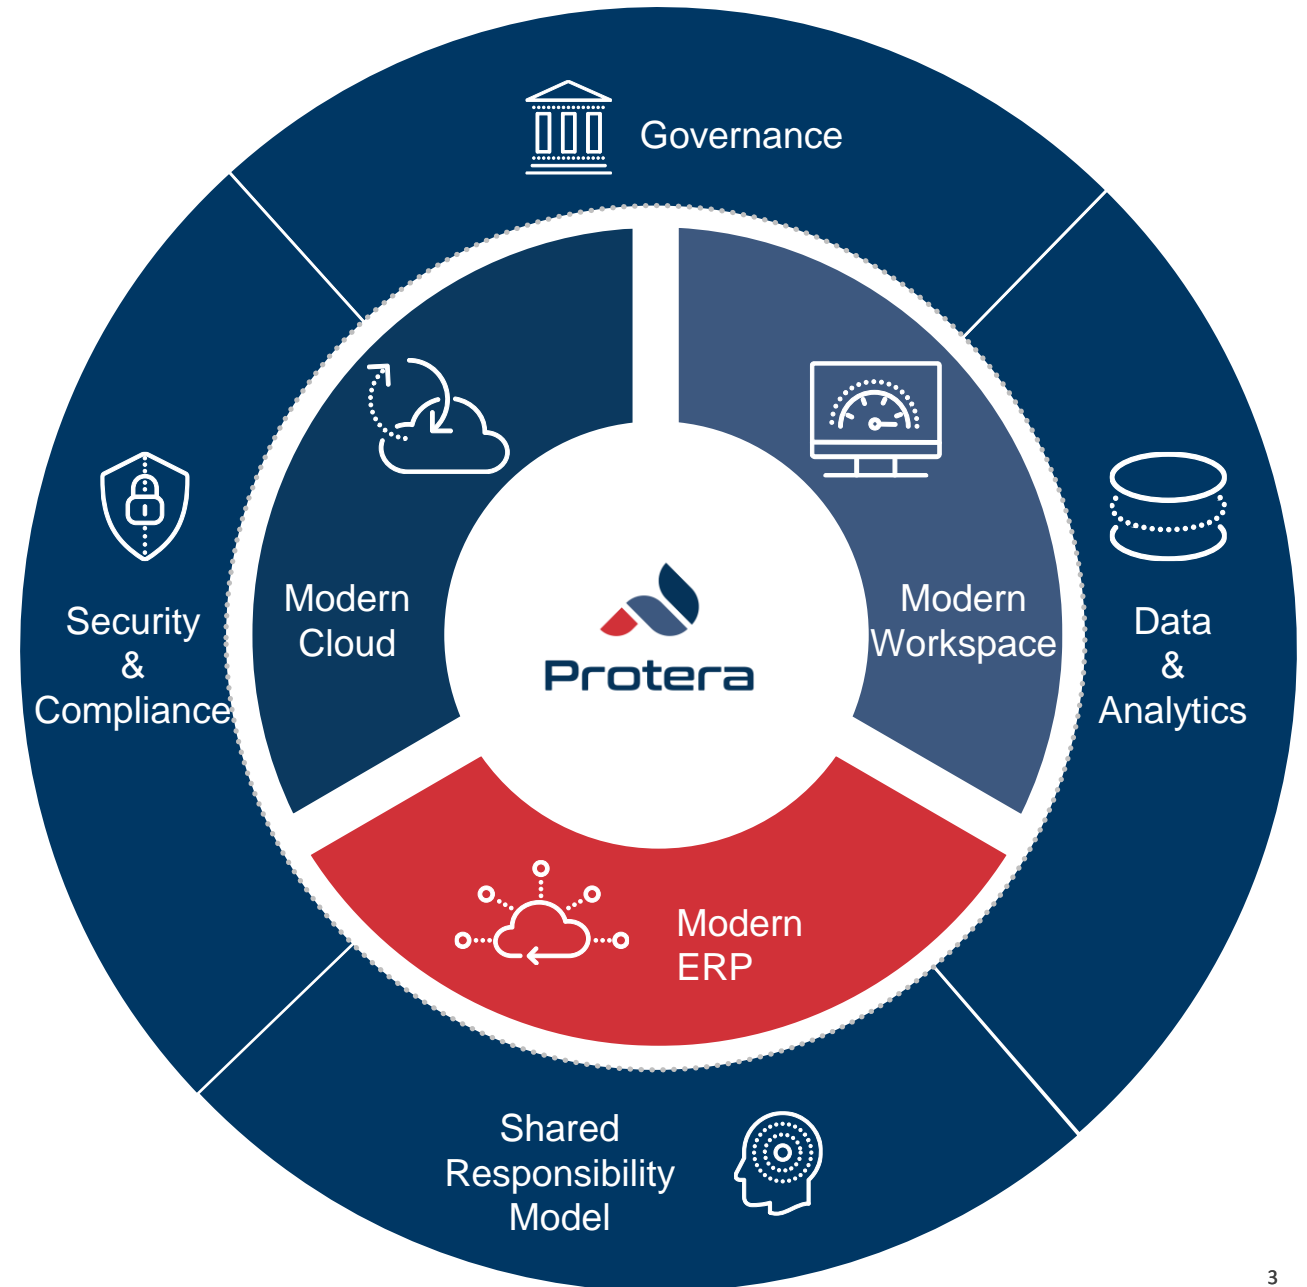 Governance
Modern
Cloud
Modern
Workspace
Security
&
Compliance
Protera
Data
&
Analytics
Modern
ERP
Shared
Responsibility
Model
3